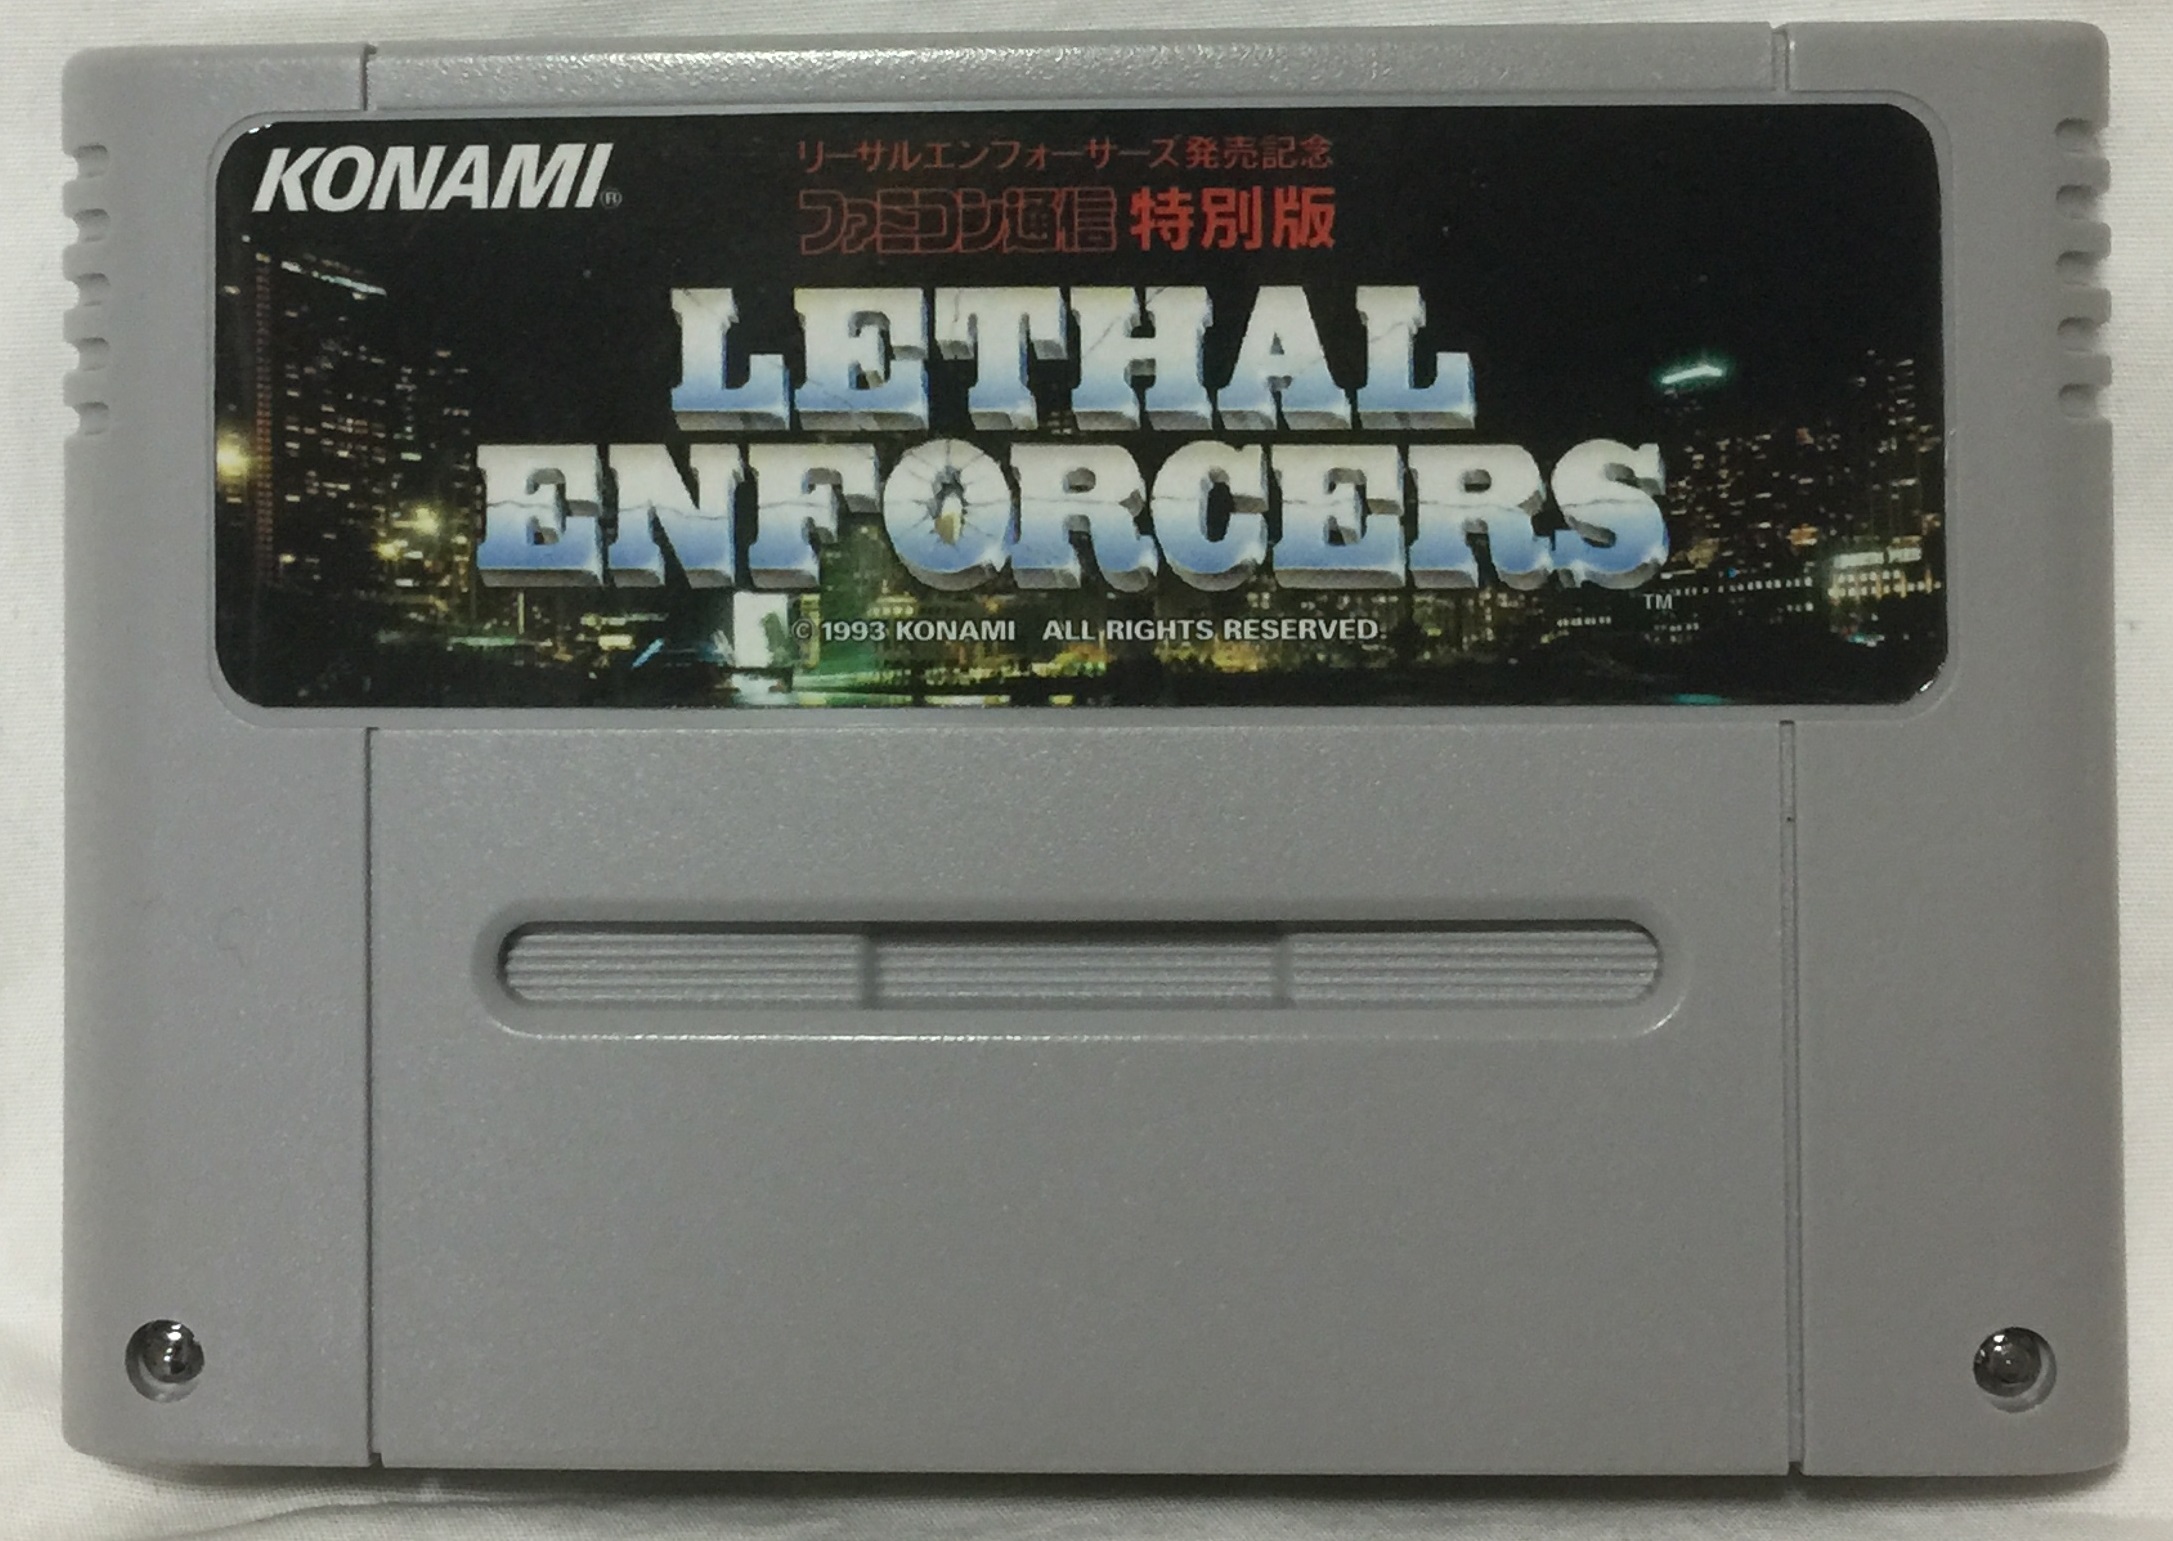 KONAMI®
リーサルエンフォーサーズ発売記念
ファミコン通信 特別版
LETHAL
ENFORCERS
TM
© 1993 KONAMI ALL RIGHTS RESERVED.